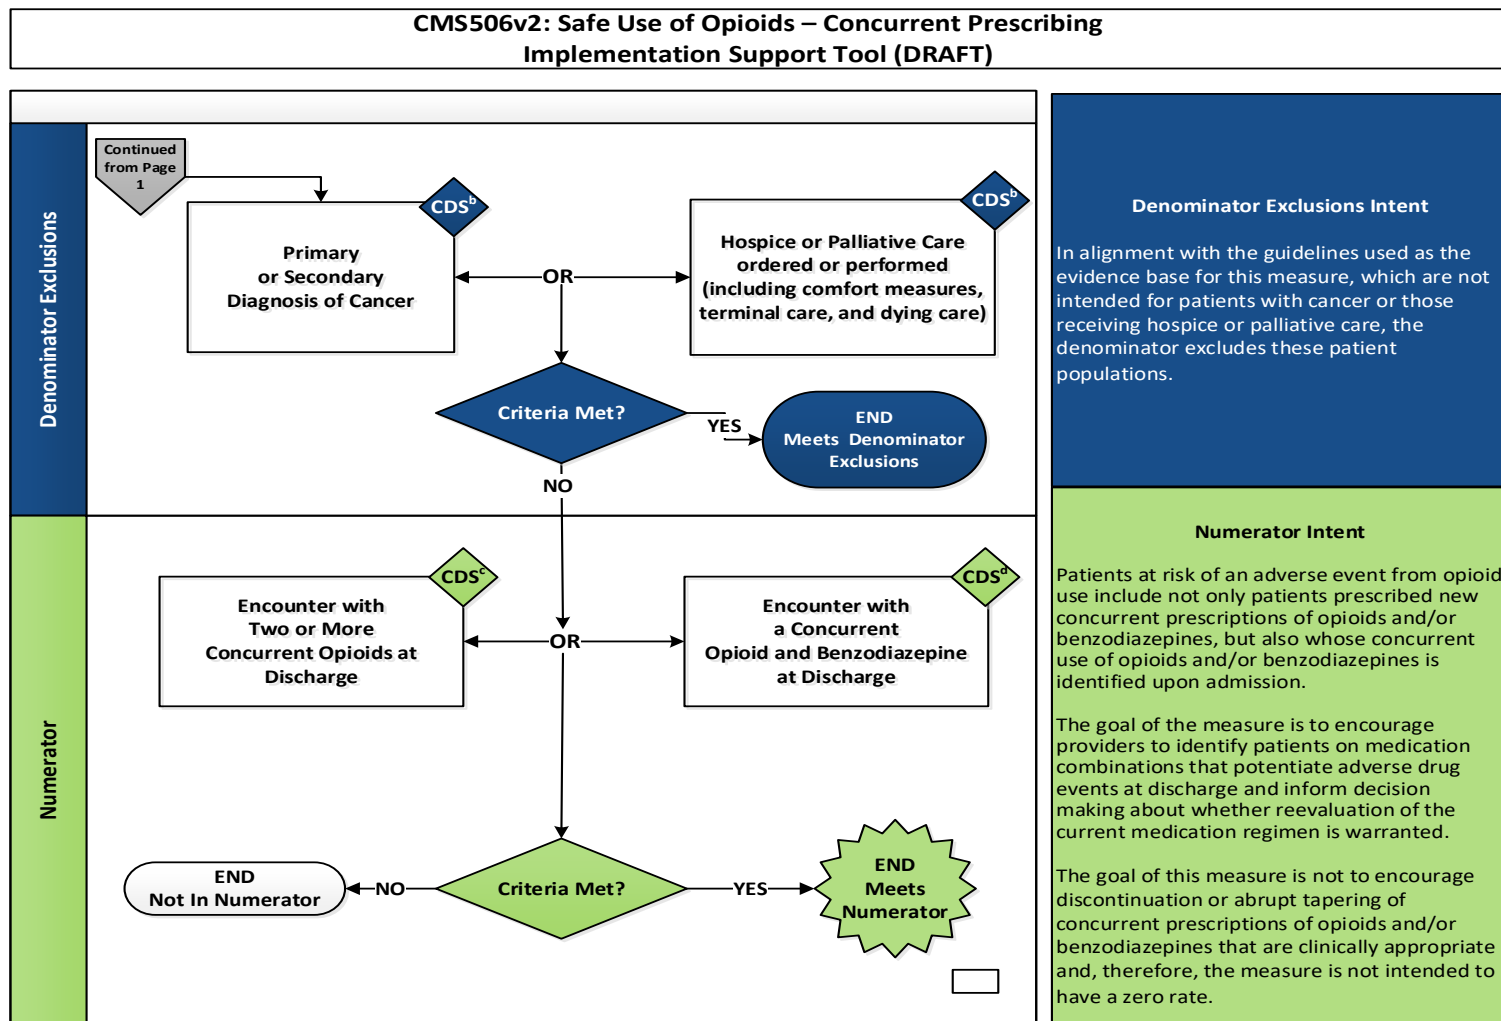 CMS506v2: Safe Use of Opioids – Concurrent Prescribing
Implementation Support Tool (DRAFT)
Denominator Exclusions
Continued
from Page
1
CDSb
Primary
or Secondary
Diagnosis of Cancer
OR
CDSb
Hospice or Palliative Care
ordered or performed
(including comfort measures,
terminal care, and dying care)
Criteria Met?
YES
END
Meets Denominator
Exclusions
NO
Denominator Exclusions Intent
In alignment with the guidelines used as the
evidence base for this measure, which are not
intended for patients with cancer or those
receiving hospice or palliative care, the
denominator excludes these patient
populations.
Numerator
CDSc
Encounter with
Two or More
Concurrent Opioids at
Discharge
OR
CDSd
Encounter with
a Concurrent
Opioid and Benzodiazepine
at Discharge
END
Not In Numerator
NO
Criteria Met?
YES
END
Meets
Numerator
Numerator Intent
Patients at risk of an adverse event from opioid
use include not only patients prescribed new
concurrent prescriptions of opioids and/or
benzodiazepines, but also whose concurrent
use of opioids and/or benzodiazepines is
identified upon admission.
The goal of the measure is to encourage
providers to identify patients on medication
combinations that potentiate adverse drug
events at discharge and inform decision
making about whether reevaluation of the
current medication regimen is warranted.
The goal of this measure is not to encourage
discontinuation or abrupt tapering of
concurrent prescriptions of opioids and/or
benzodiazepines that are clinically appropriate
and, therefore, the measure is not intended to
have a zero rate.